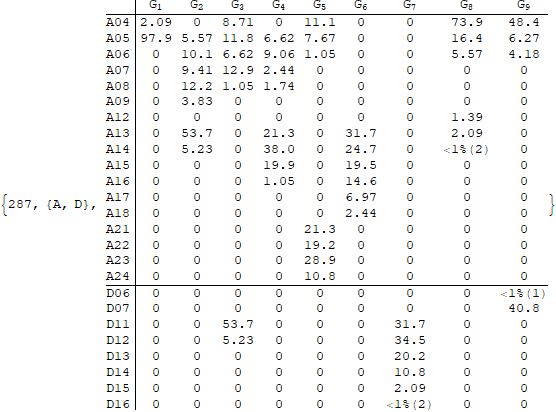 G₁ G₂ G₃ G₄ G₅ G₆ G₇ G₈ G₉
A04 2.09 0 8.71 0 11.1 0 0 73.9 48.4
A05 97.9 5.57 11.8 6.62 7.67 0 0 16.4 6.27
A06 0 10.1 6.62 9.06 1.05 0 0 5.57 4.18
A07 0 9.41 12.9 2.44 0 0 0 0 0
A08 0 12.2 1.05 1.74 0 0 0 0 0
A09 0 3.83 0 0 0 0 0 0 0
A12 0 0 0 0 0 0 0 1.39 0
A13 0 53.7 0 21.3 0 31.7 0 2.09 0
A14 0 5.23 0 38.0 0 24.7 0 <1%(2) 0
A15 0 0 0 19.9 0 19.5 0 0 0
A16 0 0 0 1.05 0 14.6 0 0 0
A17 0 0 0 0 0 6.97 0 0 0
{287, {A, D}, A18 0 0 0 0 0 2.44 0 0 0 }
A21 0 0 0 0 21.3 0 0 0 0
A22 0 0 0 0 19.2 0 0 0 0
A23 0 0 0 0 28.9 0 0 0 0
A24 0 0 0 0 10.8 0 0 0 0
D06 0 0 0 0 0 0 0 0 <1%(1)
D07 0 0 0 0 0 0 0 0 40.8
D11 0 0 53.7 0 0 0 31.7 0 0
D12 0 0 5.23 0 0 0 34.5 0 0
D13 0 0 0 0 0 0 20.2 0 0
D14 0 0 0 0 0 0 10.8 0 0
D15 0 0 0 0 0 0 2.09 0 0
D16 0 0 0 0 0 0 <1%(2) 0 0